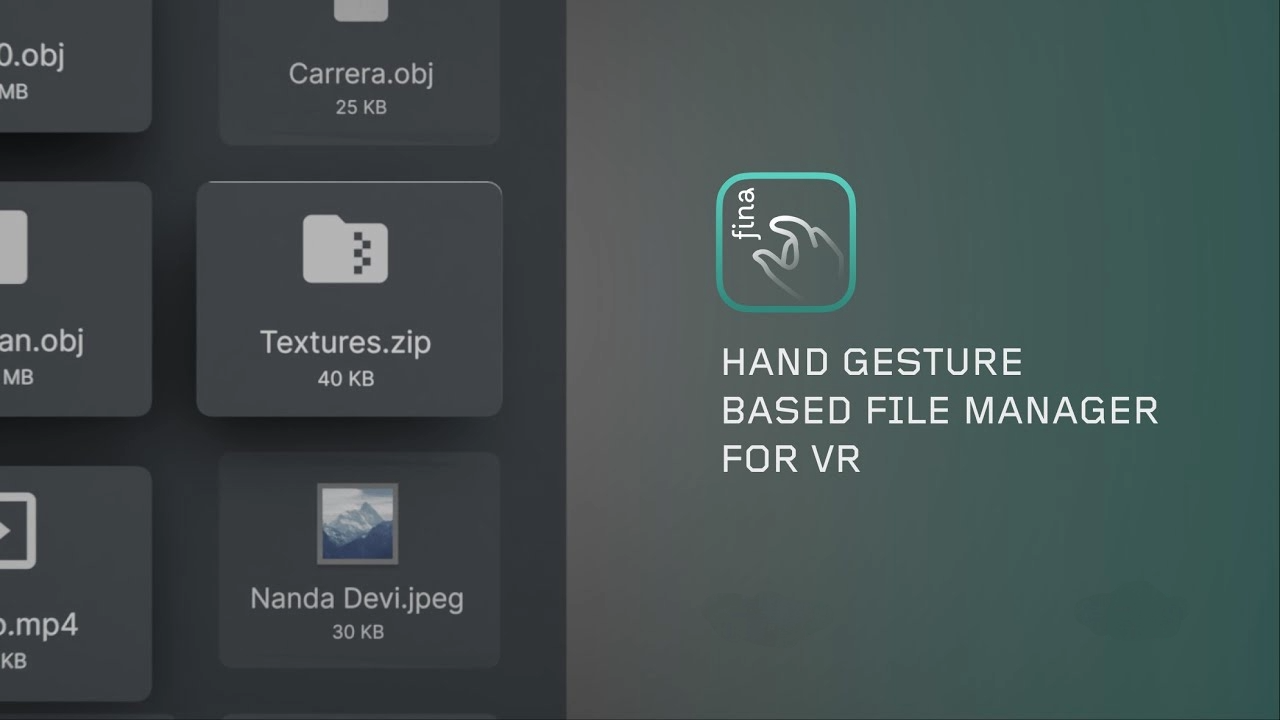 0.obj
MB
Carrera.obj
25 KB
an.obj
MB
Textures.zip
40 KB
o.mp4
KB
Nanda Devi.jpeg
30 KB
fina
HAND GESTURE
BASED FILE MANAGER
FOR VR